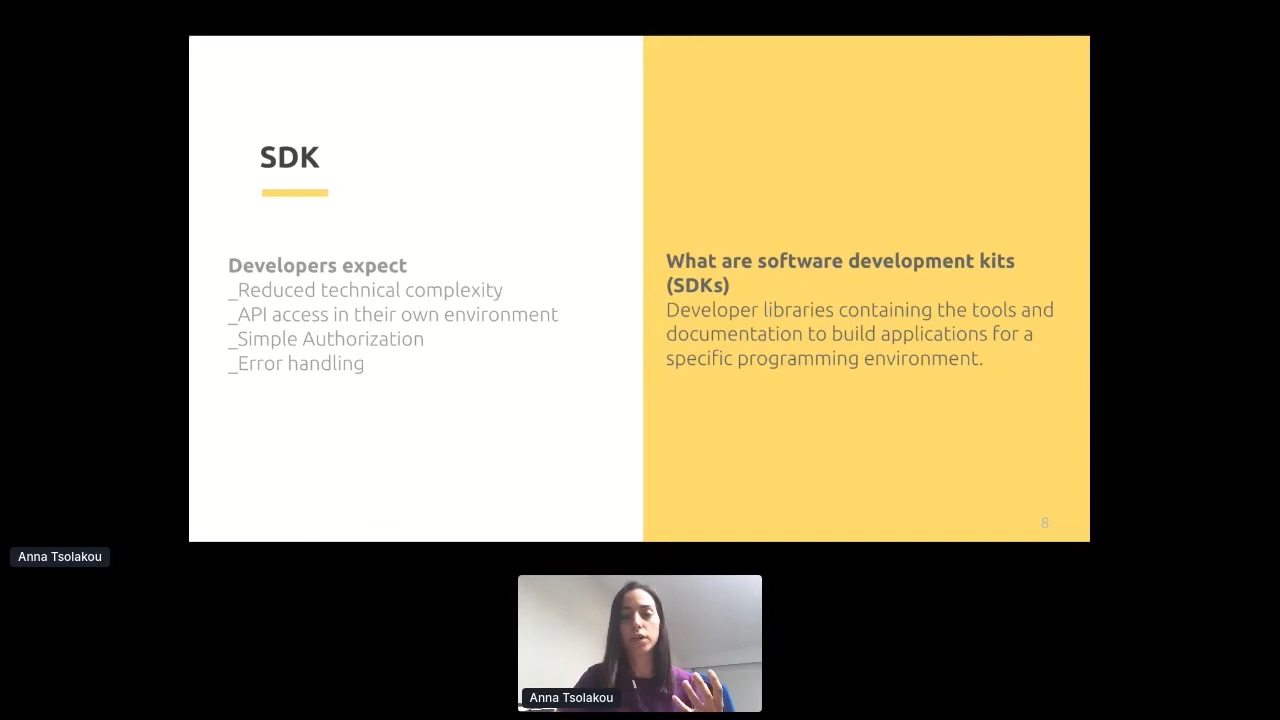 SDK
Developers expect
_Reduced technical complexity
_API access in their own environment
_Simple Authorization
_Error handling
What are software development kits
(SDKs)
Developer libraries containing the tools and
documentation to build applications for a
specific programming environment.
8
Anna Tsolakou
Anna Tsolakou